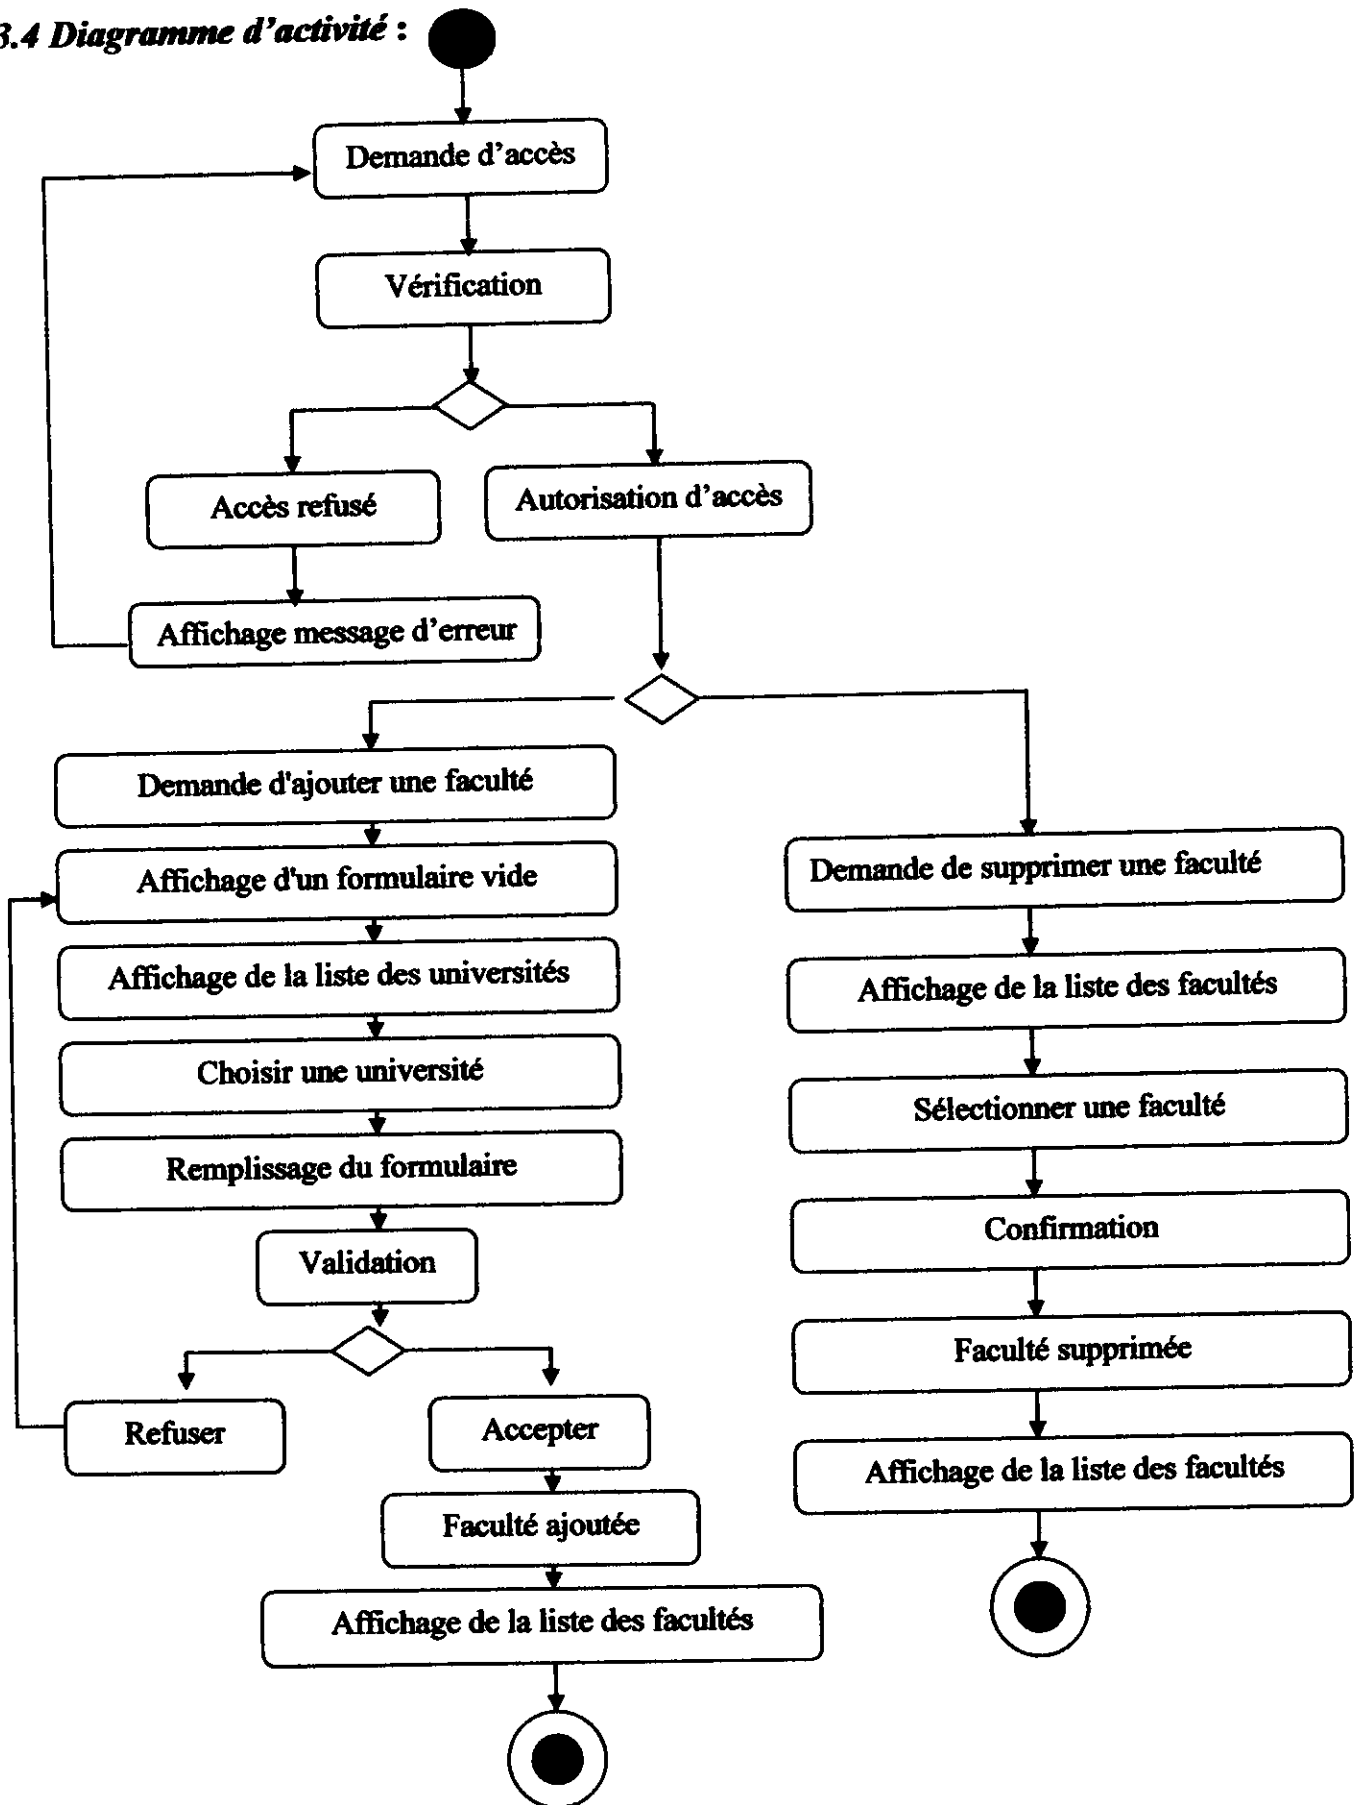 3.4 Diagramme d’activité :
Demande d’accès
Vérification
Accès refusé
Autorisation d’accès
Affichage message d’erreur
Demande d'ajouter une faculté
Affichage d'un formulaire vide
Affichage de la liste des universités
Choisir une université
Remplissage du formulaire
Validation
Refuser
Accepter
Faculté ajoutée
Affichage de la liste des facultés
Demande de supprimer une faculté
Affichage de la liste des facultés
Sélectionner une faculté
Confirmation
Faculté supprimée
Affichage de la liste des facultés